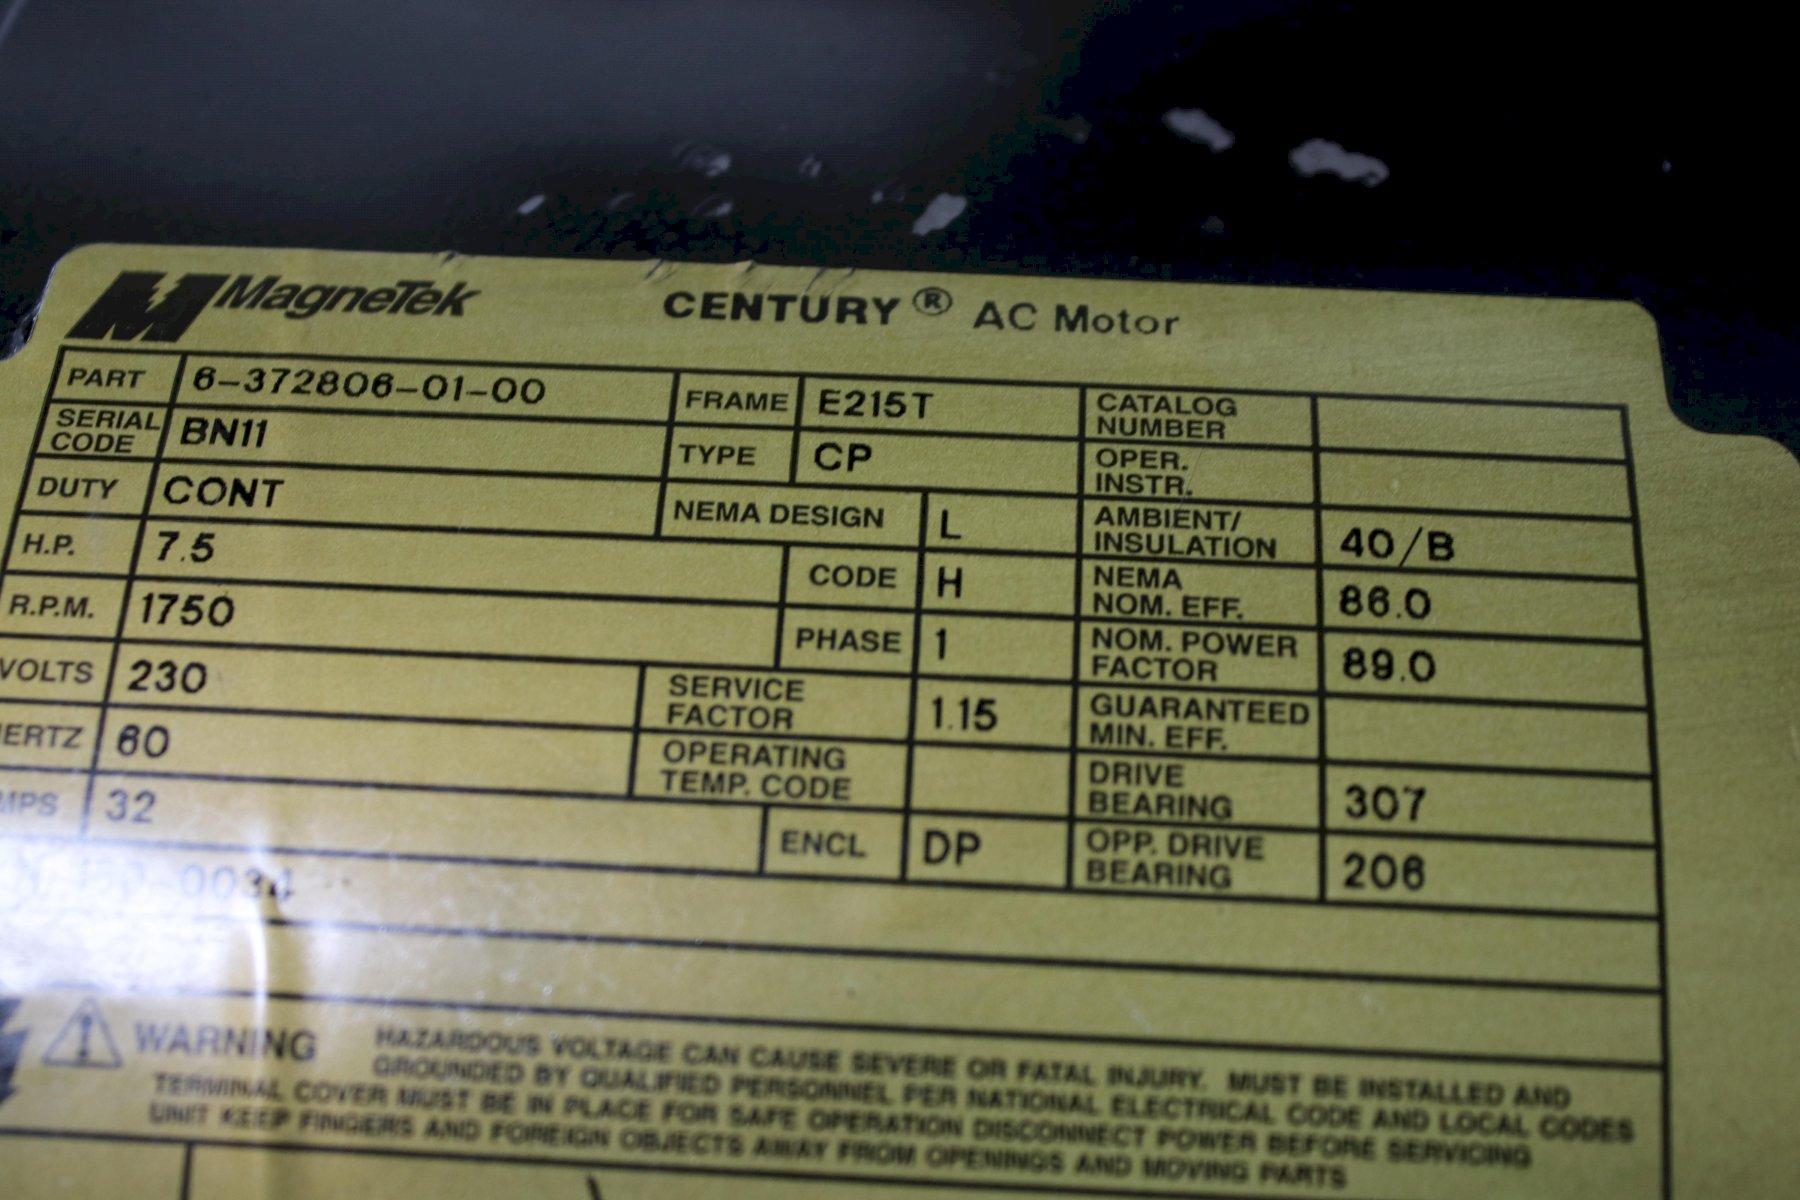 MagneTek CENTURY® AC Motor
PART 6-372806-01-00 FRAME E215T CATALOG NUMBER
SERIAL CODE BN11 TYPE CP OPER. INSTR.
DUTY CONT NEMA DESIGN L AMBIENT/ INSULATION 40/B
H.P. 7.5 CODE H NEMA NOM. EFF. 86.0
R.P.M. 1750 PHASE 1 NOM. POWER FACTOR 89.0
VOLTS 230 SERVICE FACTOR 1.15 GUARANTEED MIN. EFF.
ERTZ 60 OPERATING TEMP. CODE DRIVE BEARING 307
MPS 32 ENCL DP OPP. DRIVE BEARING 206
-0034
WARNING HAZARDOUS VOLTAGE CAN CAUSE SEVERE OR FATAL INJURY. MUST BE INSTALLED AND
GROUNDED BY QUALIFIED PERSONNEL PER NATIONAL ELECTRICAL CODE AND LOCAL CODES
TERMINAL COVER MUST BE IN PLACE FOR SAFE OPERATION DISCONNECT POWER BEFORE SERVICING
UNIT KEEP FINGERS AND FOREIGN OBJECTS AWAY FROM OPENINGS AND MOVING PARTS